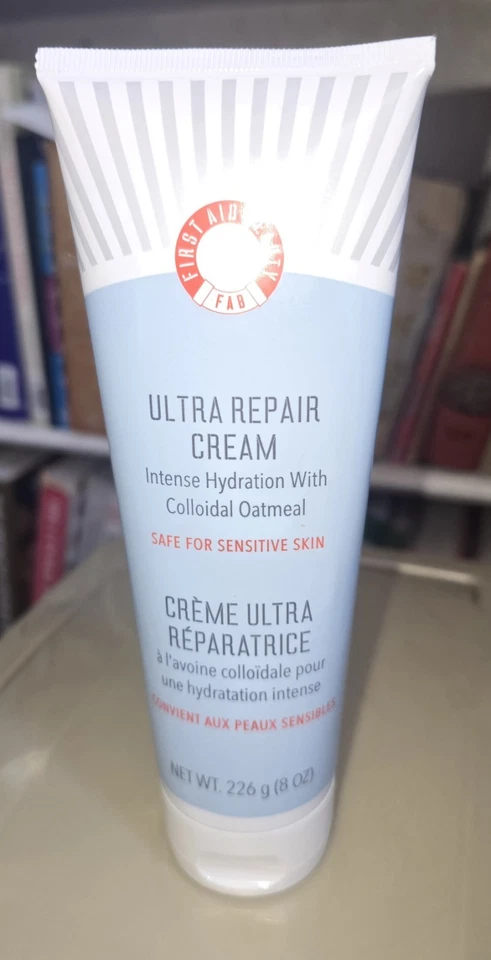 FIRST AID
FAB
ULTRA REPAIR
CREAM
Intense Hydration With
Colloidal Oatmeal
SAFE FOR SENSITIVE SKIN
CRÈME ULTRA
RÉPARATRICE
à l'avoine colloïdale pour
une hydratation intense
CONVIENT AUX PEAUX SENSIBLES
NET WT. 226 g (8 OZ)